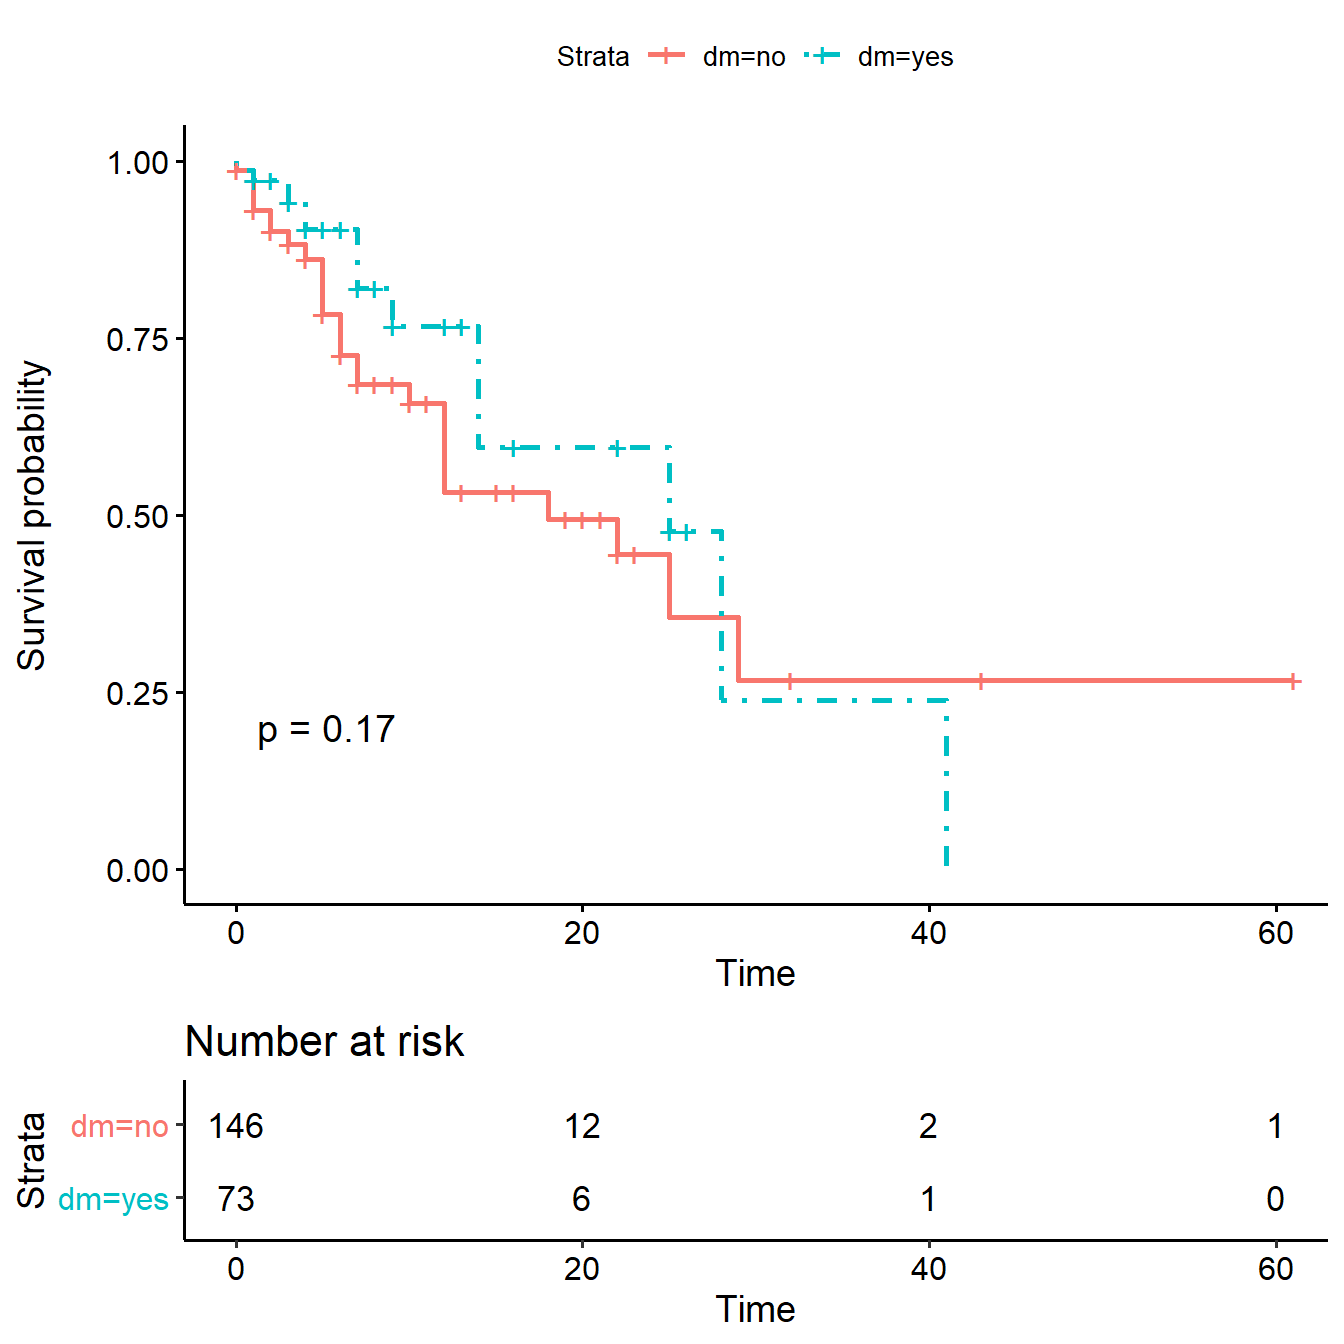 Strata dm=no dm=yes
Survival probability
1.00
0.75
0.50
0.25
0.00
p = 0.17
0 20 40 60
Time
Number at risk
Strata
dm=no 146 12 2 1
dm=yes 73 6 1 0
0 20 40 60
Time